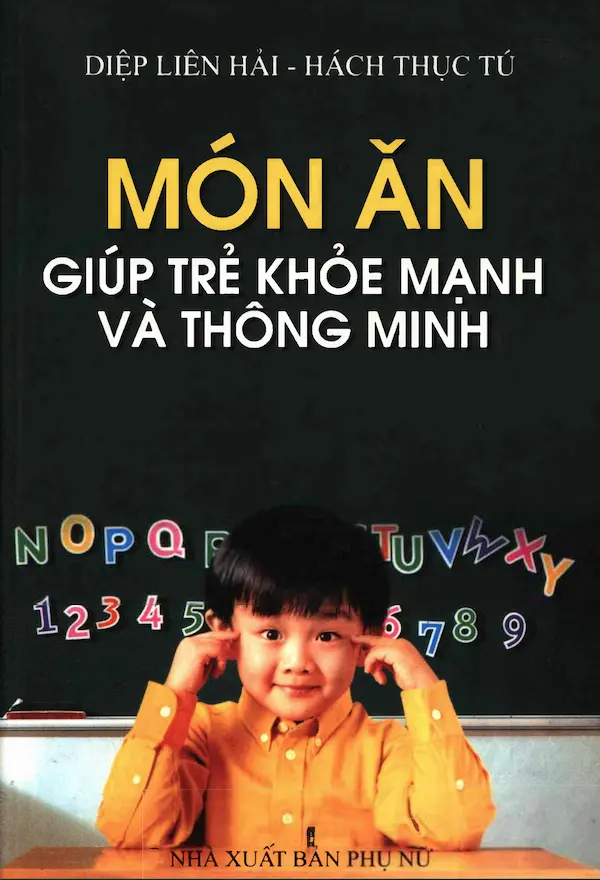 DIỆP LIÊN HẢI - HÁCH THỤC TÚ
MÓN ĂN
GIÚP TRẺ KHỎE MẠNH
VÀ THÔNG MINH
NOPQ TUVWXY
12345 6789
NHÀ XUẤT BẢN PHỤ NỮ